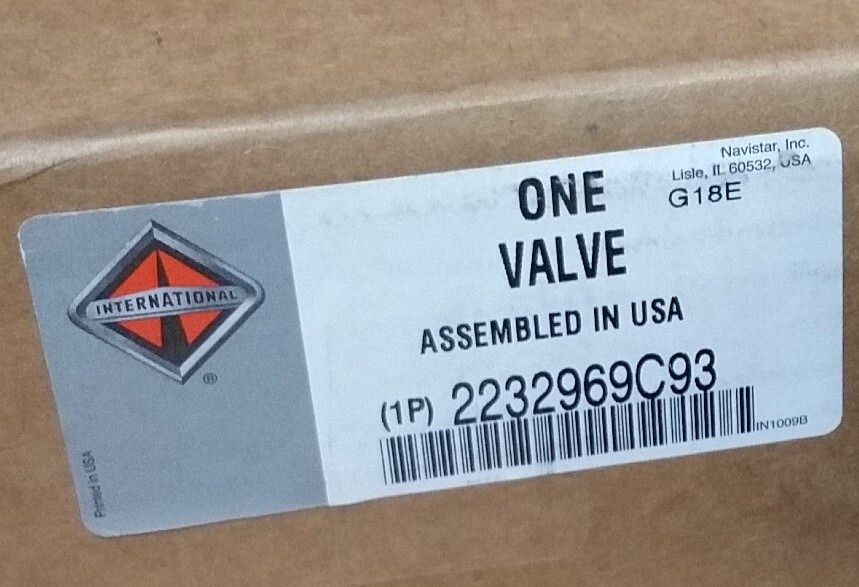 INTERNATIONAL
®
Printed in USA
Navistar, Inc.
Lisle, IL 60532, USA
G18E
ONE
VALVE
ASSEMBLED IN USA
(1P) 2232969C93
IN1009B